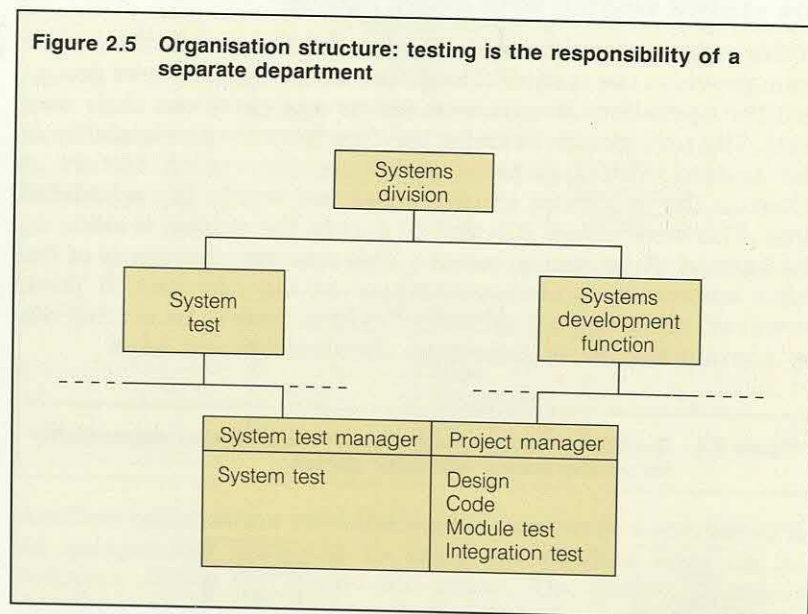 Figure 2.5 Organisation structure: testing is the responsibility of a
separate department
Systems
division
System
test
Systems
development
function
System test manager
System test
Project manager
Design
Code
Module test
Integration test